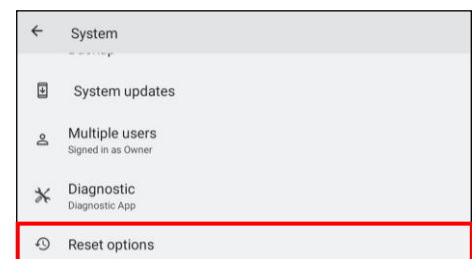 System
System updates
Multiple users
Signed in as Owner
Diagnostic
Diagnostic App
Reset options